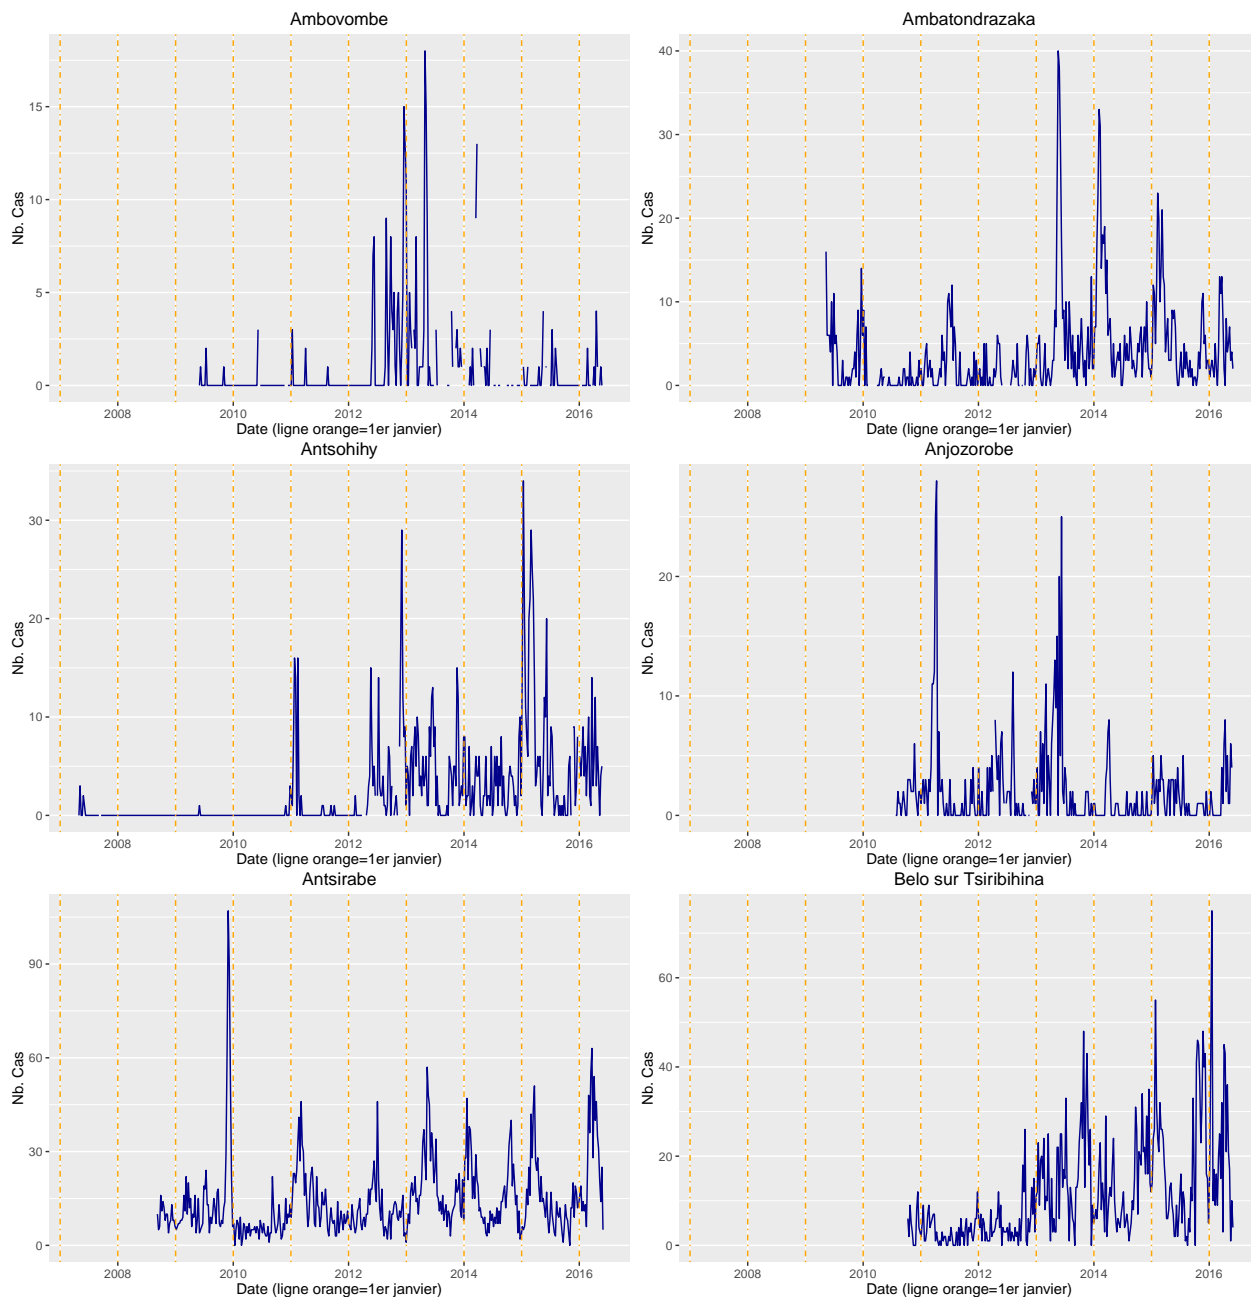 Ambovombe
Nb. Cas
15
10
5
0
2008 2010 2012 2014 2016
Date (ligne orange=1er janvier)
Ambatondrazaka
Nb. Cas
40
30
20
10
0
2008 2010 2012 2014 2016
Date (ligne orange=1er janvier)
Antsohihy
Nb. Cas
30
20
10
0
2008 2010 2012 2014 2016
Date (ligne orange=1er janvier)
Anjozorobe
Nb. Cas
20
10
0
2008 2010 2012 2014 2016
Date (ligne orange=1er janvier)
Antsirabe
Nb. Cas
90
60
30
0
2008 2010 2012 2014 2016
Date (ligne orange=1er janvier)
Belo sur Tsiribihina
Nb. Cas
60
40
20
0
2008 2010 2012 2014 2016
Date (ligne orange=1er janvier)